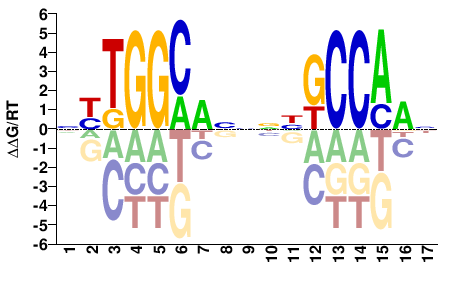 6
5
4
3
2
1
0
-1
-2
-3
-4
-5
-6
ΔΔG/RT
T C A G
T G A C
G A C T
G A C T
C A T G
A T C
C G
G C
T C G
G T A C
C A G T
C A G T
A C T G
A T C
1 2 3 4 5 6 7 8 9 10 11 12 13 14 15 16 17